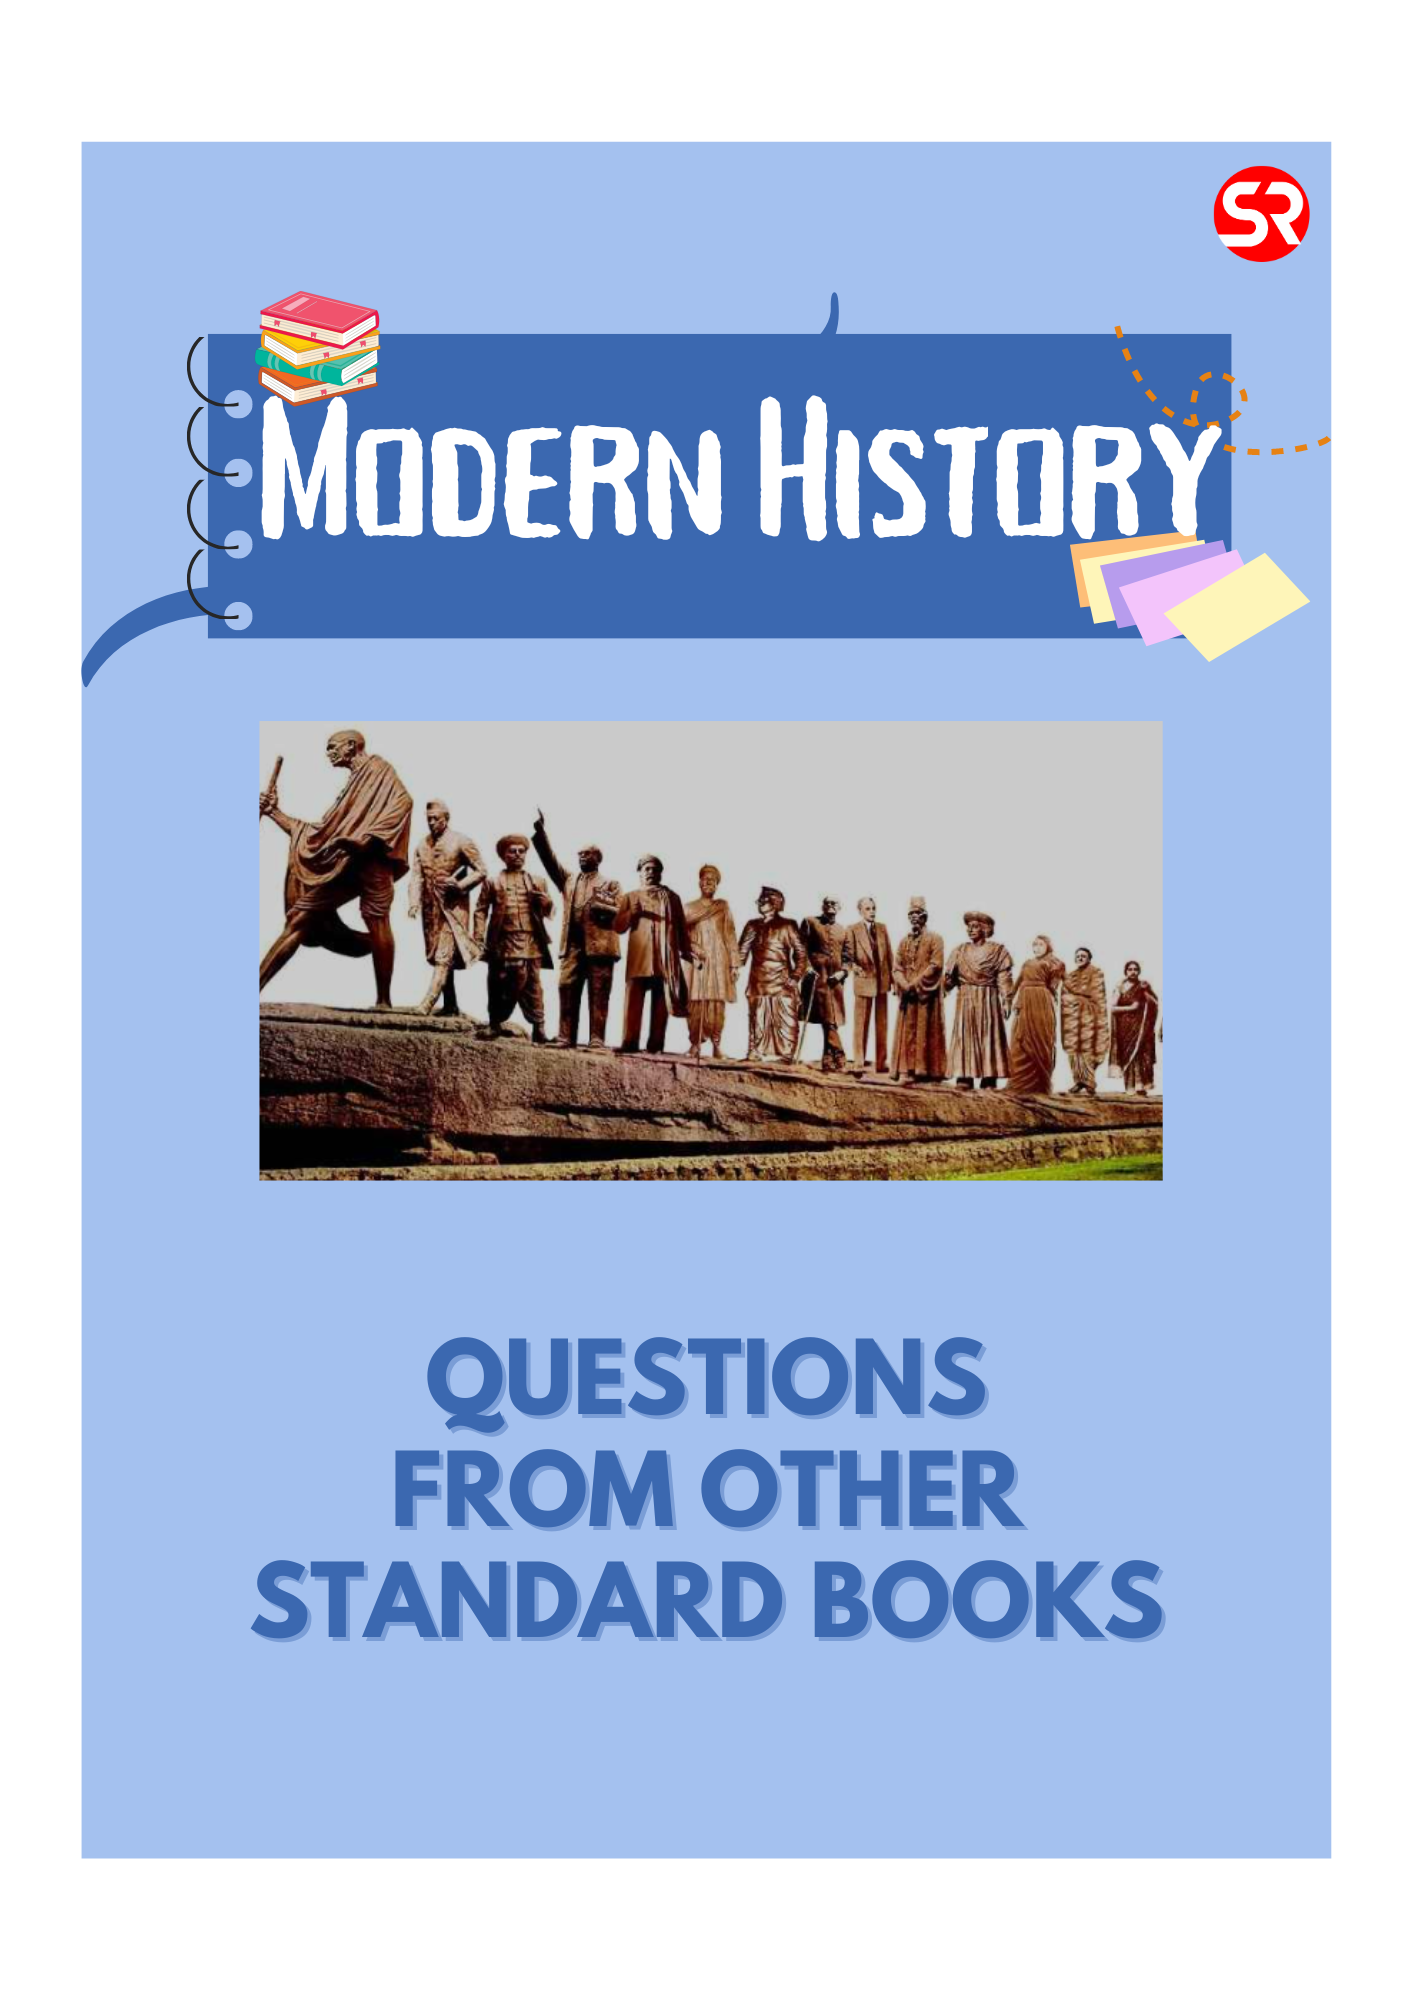 SR
MODERN HISTORY
QUESTIONS
FROM OTHER
STANDARD BOOKS